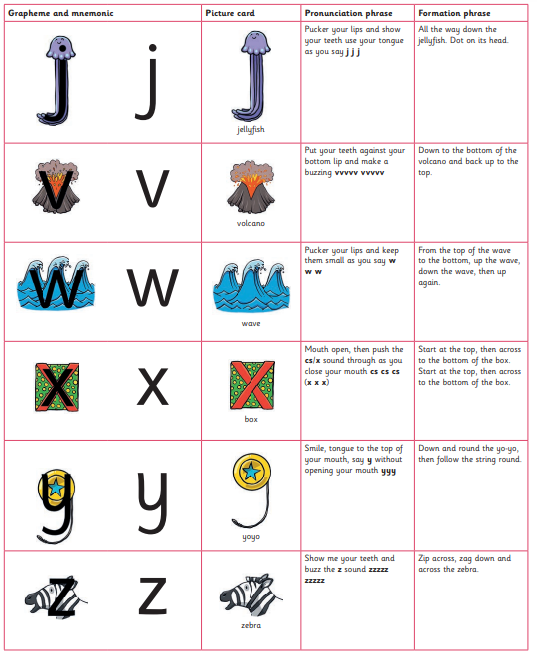 Grapheme and mnemonic Picture card Pronunciation phrase Formation phrase
j j
jellyfish
Pucker your lips and show
your teeth use your tongue
as you say j j j
All the way down the
jellyfish. Dot on its head.
v v
volcano
Put your teeth against your
bottom lip and make a
buzzing vvvvv vvvvv
Down to the bottom of the
volcano and back up to the
top.
w w
wave
Pucker your lips and keep
them small as you say w
w w
From the top of the wave
to the bottom, up the wave,
down the wave, then up
again.
x x
box
Mouth open, then push the
cs/x sound through as you
close your mouth cs cs cs
(x x x)
Start at the top, then across
to the bottom of the box.
Start at the top, then across
to the bottom of the box.
y y
yoyo
Smile, tongue to the top of
your mouth, say y without
opening your mouth yyy
Down and round the yo-yo,
then follow the string round.
z z
zebra
Show me your teeth and
buzz the z sound zzzzz
zzzzz
Zip across, zag down and
across the zebra.